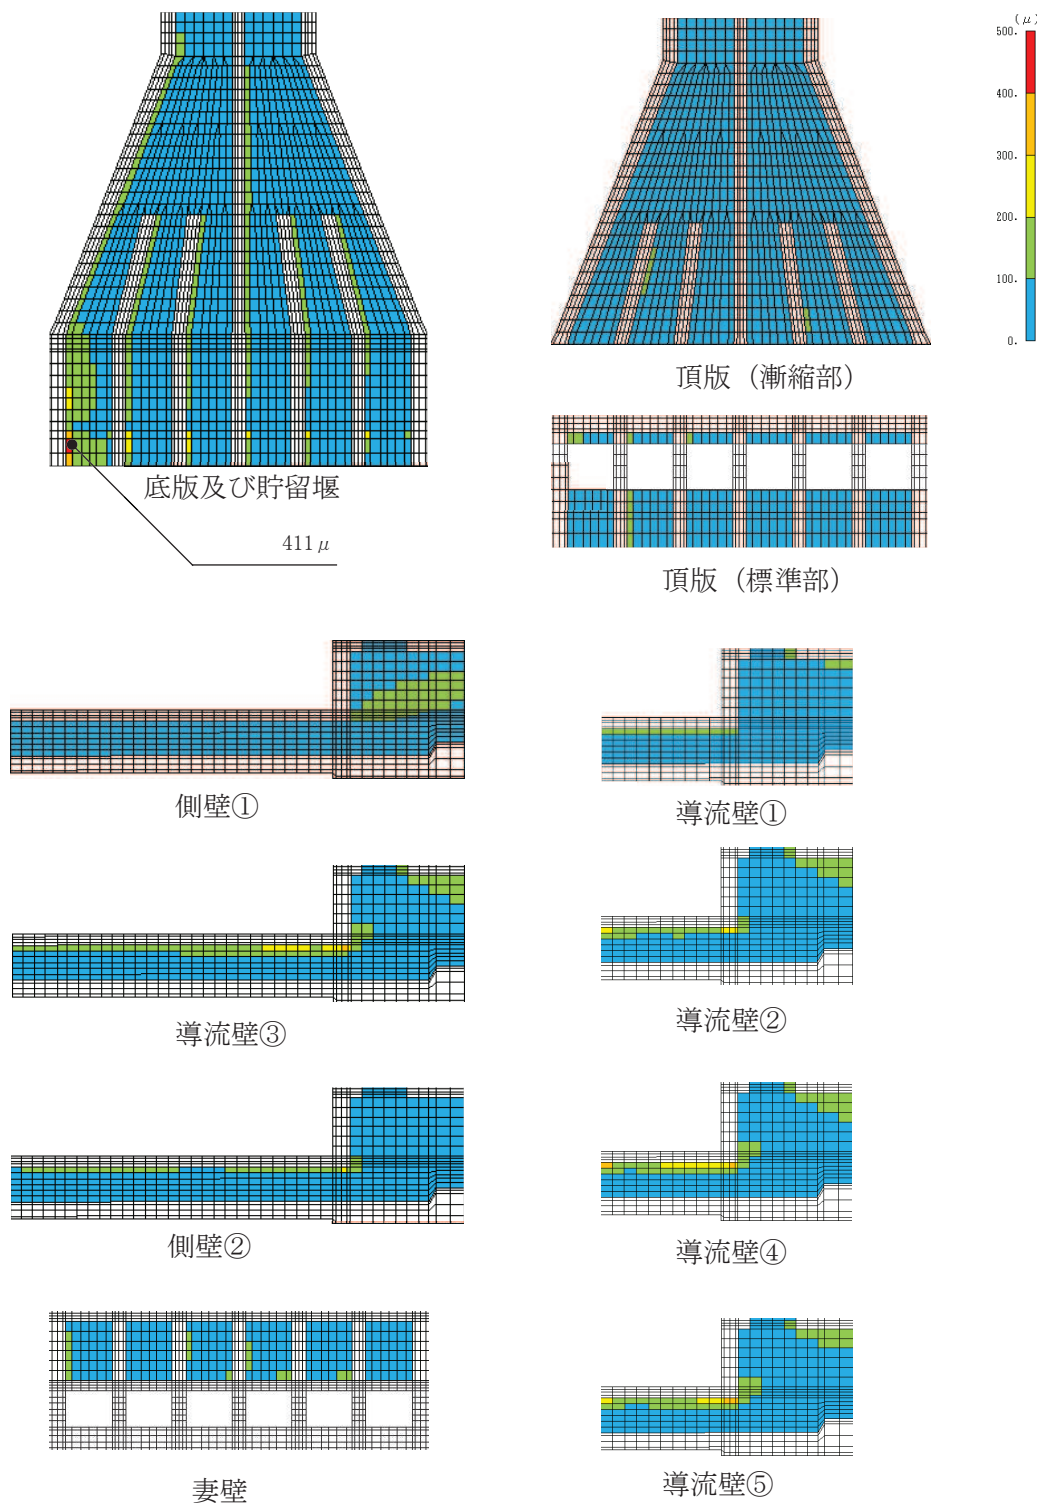 (μ)
500.
400.
300.
200.
100.
0.
頂版（漸縮部）
底版及び貯留堰
411μ
頂版（標準部）
側壁①
導流壁①
導流壁③
導流壁②
側壁②
導流壁④
妻壁
導流壁⑤